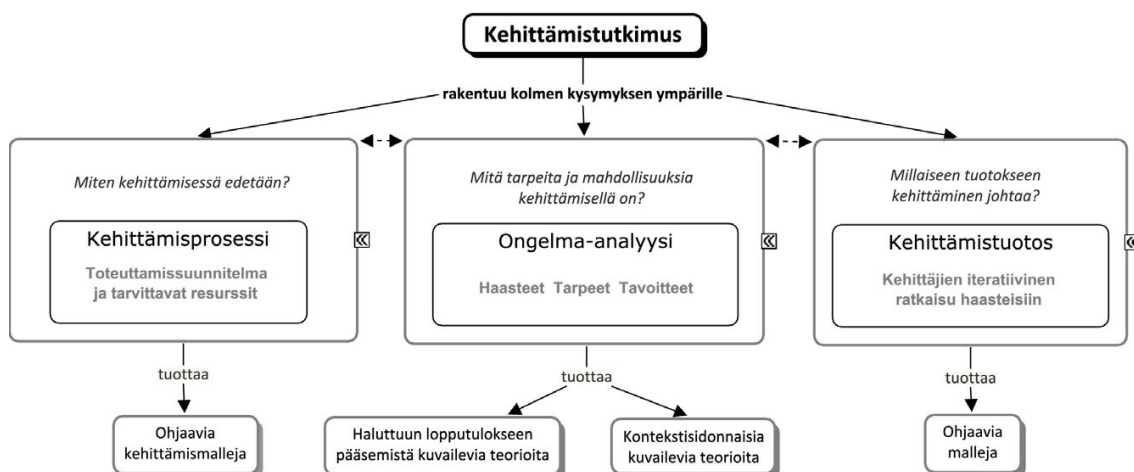 Kehittämistutkimus
rakentuu kolmen kysymyksen ympärille
Miten kehittämisessä edetään?
Kehittämisprosessi
Toteuttamissuunnitelma
ja tarvittavat resurssit
tuottaa
Ohjaavia
kehittämismalleja
Mitä tarpeita ja mahdollisuuksia
kehittämisellä on?
Ongelma-analyysi
Haasteet Tarpeet Tavoitteet
tuottaa
Haluttuun lopputulokseen
pääsemistä kuvailevia teorioita
Kontekstisidonnaisia
kuvailevia teorioita
Millaiseen tuotokseen
kehittäminen johtaa?
Kehittämistuotos
Kehittäjien iteratiivinen
ratkaisu haasteisiin
tuottaa
Ohjaavia
malleja